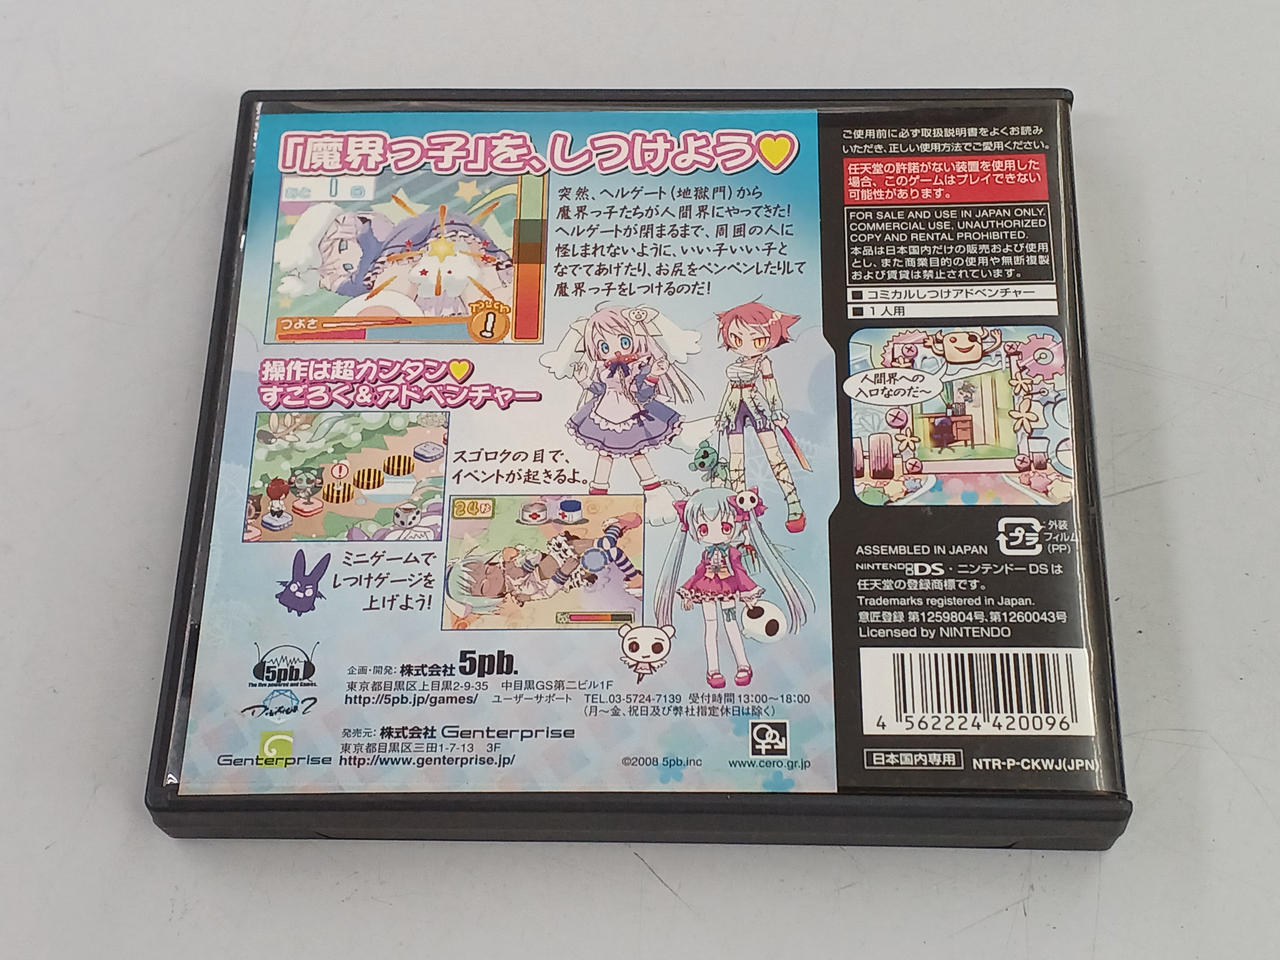 「魔界っ子」を、しつけよう♥
あと 1回
つよさ
TOUCH
突然、ヘルゲート(地獄門)から
魔界っ子たちが人間界にやってきた!
ヘルゲートが閉まるまで、周囲の人に
怪しまれないように、いい子いい子と
なでてあげたり、お尻をペンペンしたりして
魔界っ子をしつけるのだ!
操作は超カンタン♥
すごろく&アドベンチャー
スゴロクの目で、
イベントが起きるよ。
24秒
ミニゲームで
しつけゲージを
上げよう!
5pb.
The five powered and Games.
企画・開発: 株式会社 5pb.
東京都目黒区上目黒2-9-35 中目黒GS第二ビル1F
http://5pb.jp/games/ ユーザーサポート TEL.03-5724-7139 受付時間 13:00~18:00
(月~金、祝日及び弊社指定休日は除く)
発売元: 株式会社 Genterprise
東京都目黒区三田1-7-13 3F
Genterprise http://www.genterprise.jp/
©2008 5pb.inc www.cero.gr.jp
ご使用前に必ず取扱説明書をよくお読み
いただき、正しい使用方法でご愛用ください。
任天堂の許諾がない装置を使用した
場合、このゲームはプレイできない
可能性があります。
FOR SALE AND USE IN JAPAN ONLY.
COMMERCIAL USE, UNAUTHORIZED
COPY AND RENTAL PROHIBITED.
本品は日本国内だけの販売および使用
とし、また商業目的の使用や無断複製
および賃貸は禁止されています。
■ コミカルしつけアドベンチャー
■ 1人用
人間界への
入口なのだ~
ASSEMBLED IN JAPAN
プラ
:外装
フィルム
(PP)
NINTENDO DS・ニンテンドーDSは
任天堂の登録商標です。
Trademarks registered in Japan.
意匠登録 第1259804号、第1260043号
Licensed by NINTENDO
4 562224 420096
日本国内専用 NTR-P-CKWJ(JPN)